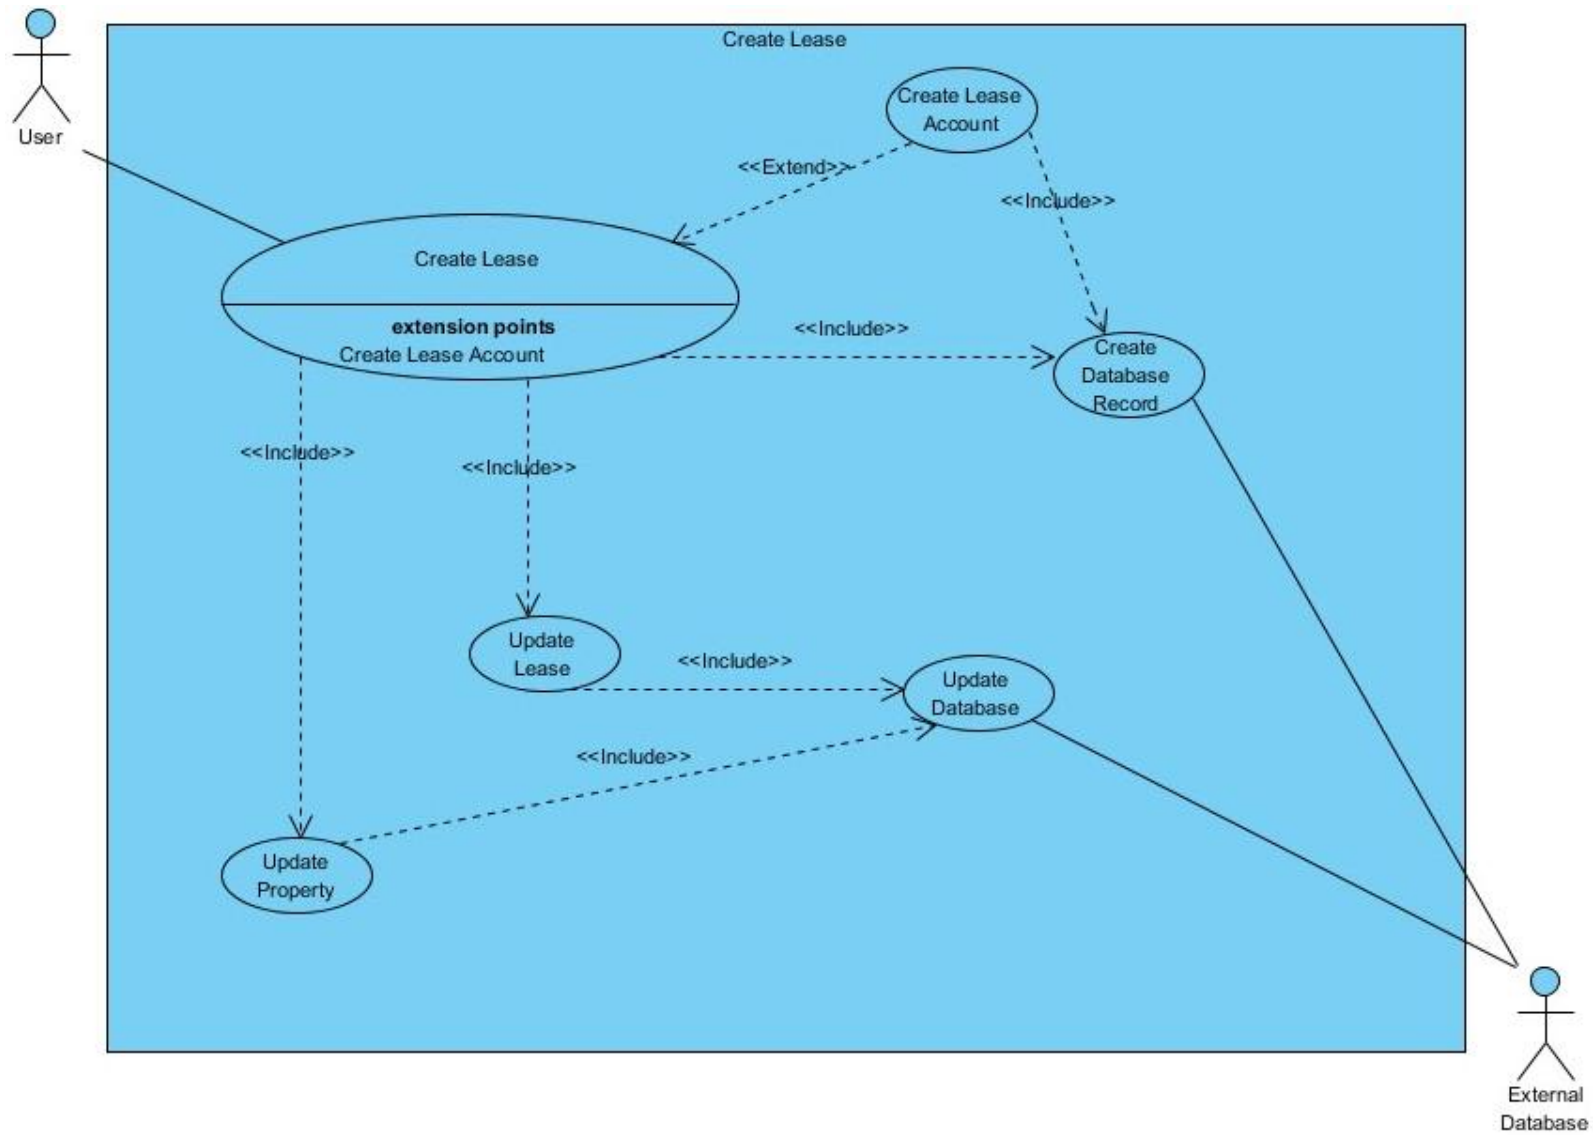 Create Lease
User
Create Lease
Account
<<Extend>>
<<Include>>
Create Lease
extension points
Create Lease Account
<<Include>>
Create
Database
Record
<<Include>>
<<Include>>
Update
Lease
<<Include>>
Update
Database
<<Include>>
Update
Property
External
Database